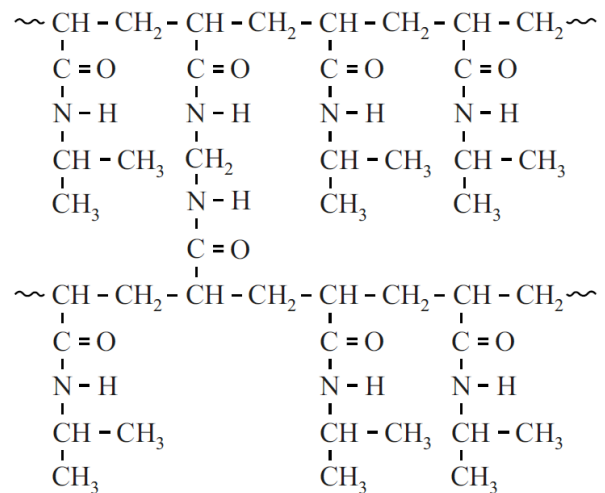 ~CH-CH₂-CH-CH₂-CH-CH₂-CH-CH₂~
C=O C=O C=O C=O
N-H N-H N-H N-H
CH-CH₃ CH₂ CH-CH₃ CH-CH₃
CH₃ N-H CH₃ CH₃
C=O
~CH-CH₂-CH-CH₂-CH-CH₂-CH-CH₂~
C=O C=O C=O
N-H N-H N-H
CH-CH₃ CH-CH₃ CH-CH₃
CH₃ CH₃ CH₃